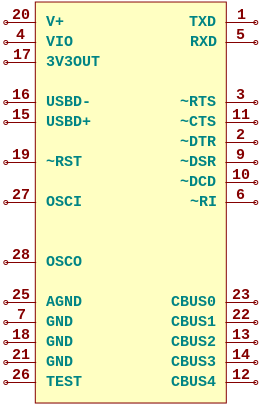 20 V+ TXD 1
4 VIO RXD 5
17 3V3OUT
16 USBD- ~RTS 3
15 USBD+ ~CTS 11
~DTR 2
19 ~RST ~DSR 9
~DCD 10
27 OSCI ~RI 6
28 OSCO
25 AGND CBUS0 23
7 GND CBUS1 22
18 GND CBUS2 13
21 GND CBUS3 14
26 TEST CBUS4 12